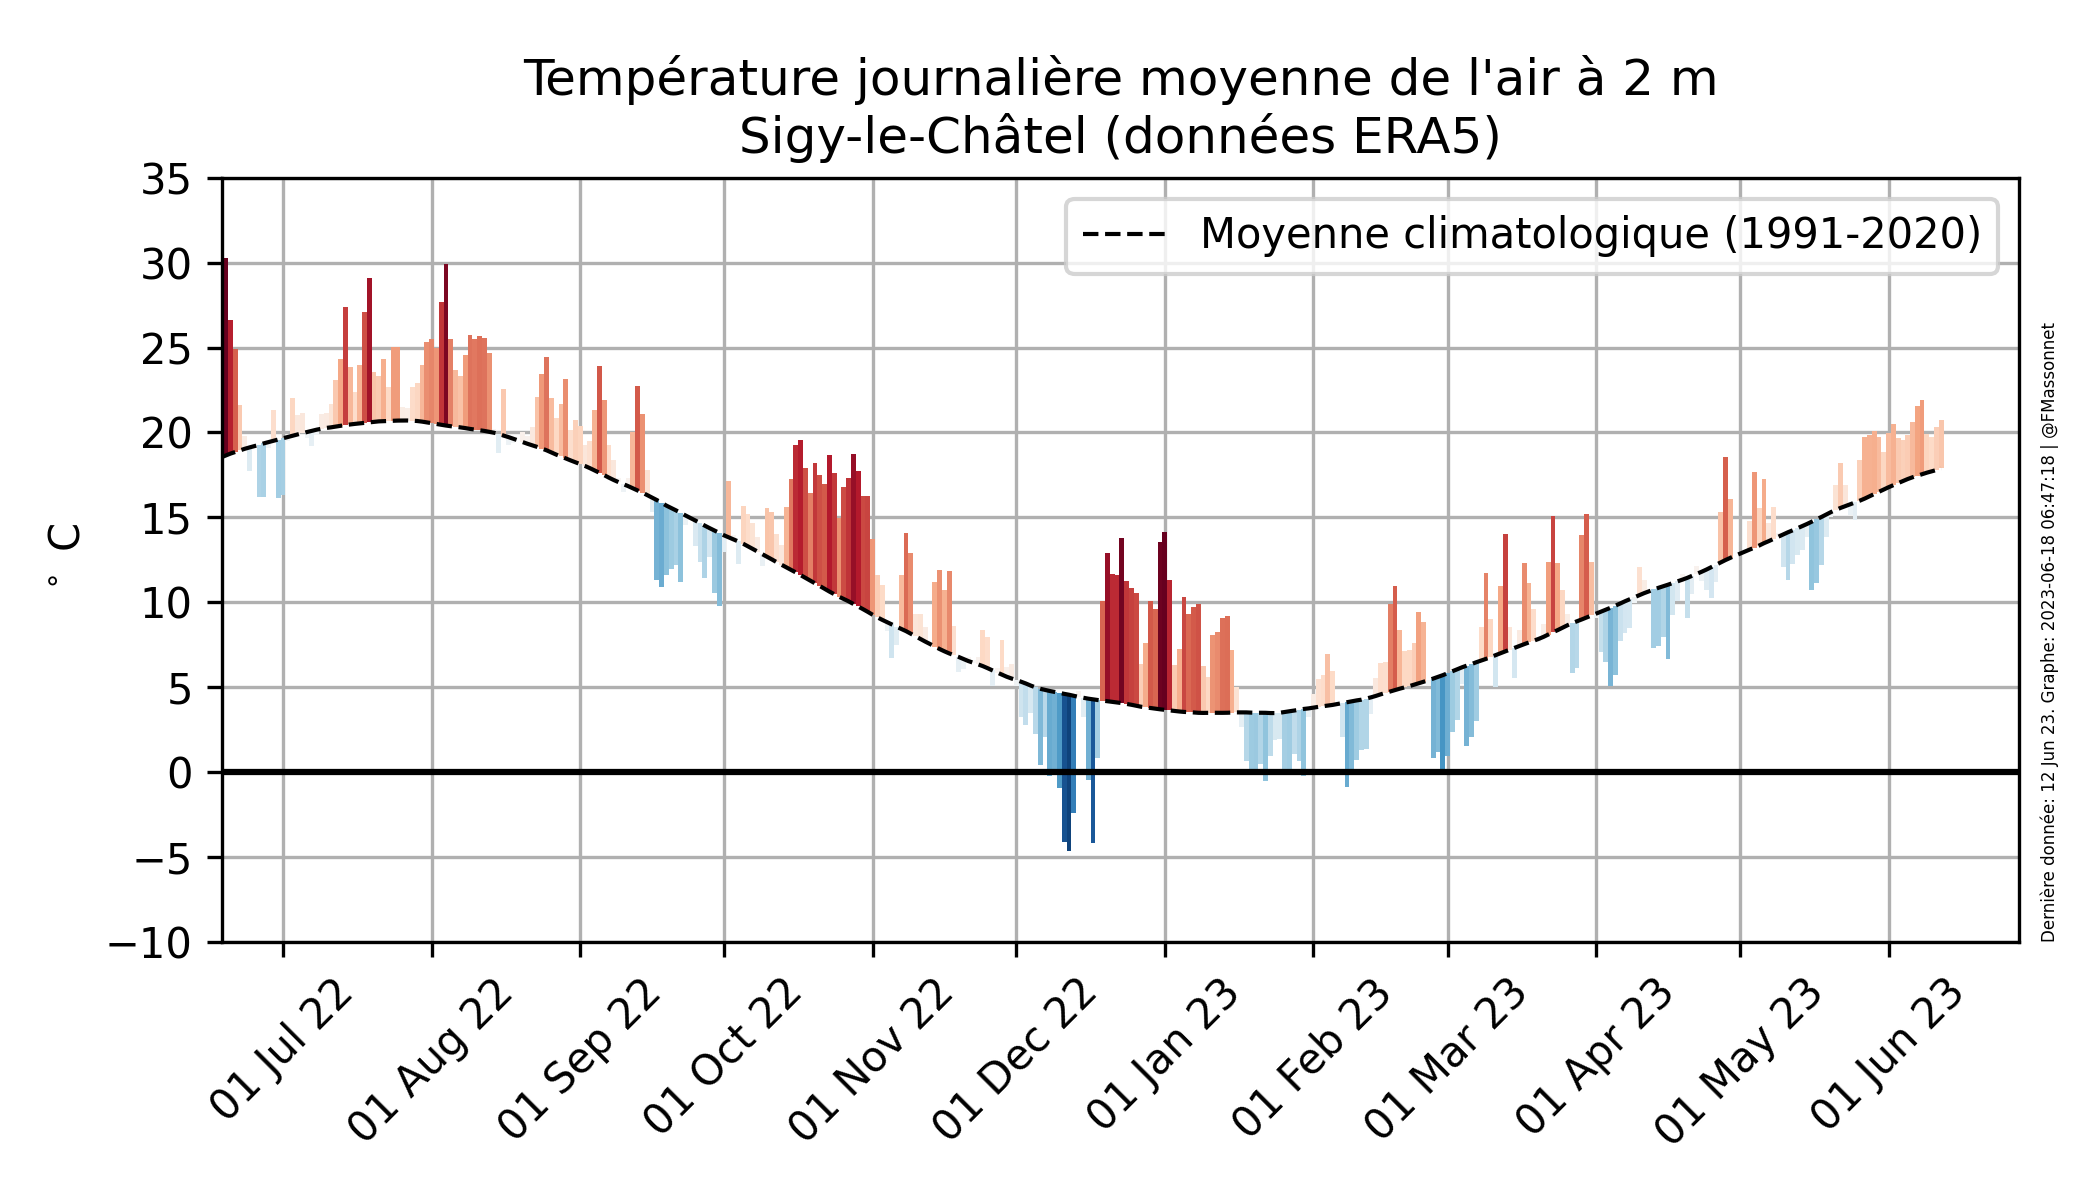 Température journalière moyenne de l'air à 2 m
Sigy-le-Châtel (données ERA5)
35
30
25
20
15
10
5
0
−5
−10
° C
Moyenne climatologique (1991-2020)
01 Jul 22
01 Aug 22
01 Sep 22
01 Oct 22
01 Nov 22
01 Dec 22
01 Jan 23
01 Feb 23
01 Mar 23
01 Apr 23
01 May 23
01 Jun 23
Dernière donnée: 12 Jun 23. Graphe: 2023-06-18 06:47:18 | @FMassonnet